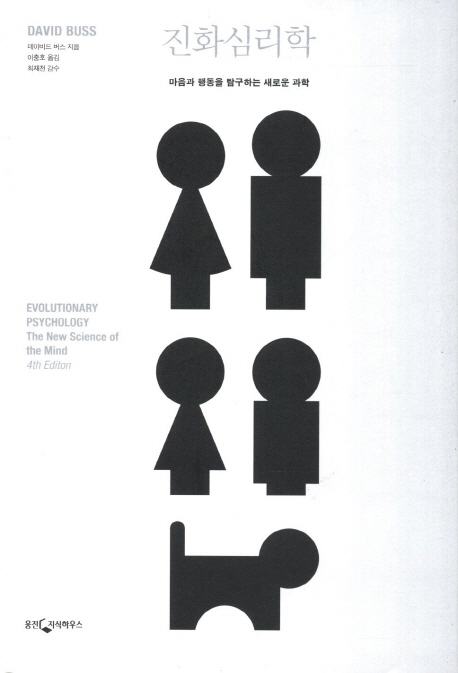 DAVID BUSS
데이비드 버스 지음
이충호 옮김
최재천 감수
진화심리학
마음과 행동을 탐구하는 새로운 과학
EVOLUTIONARY
PSYCHOLOGY
The New Science of
the Mind
4th Editon
웅진 지식하우스